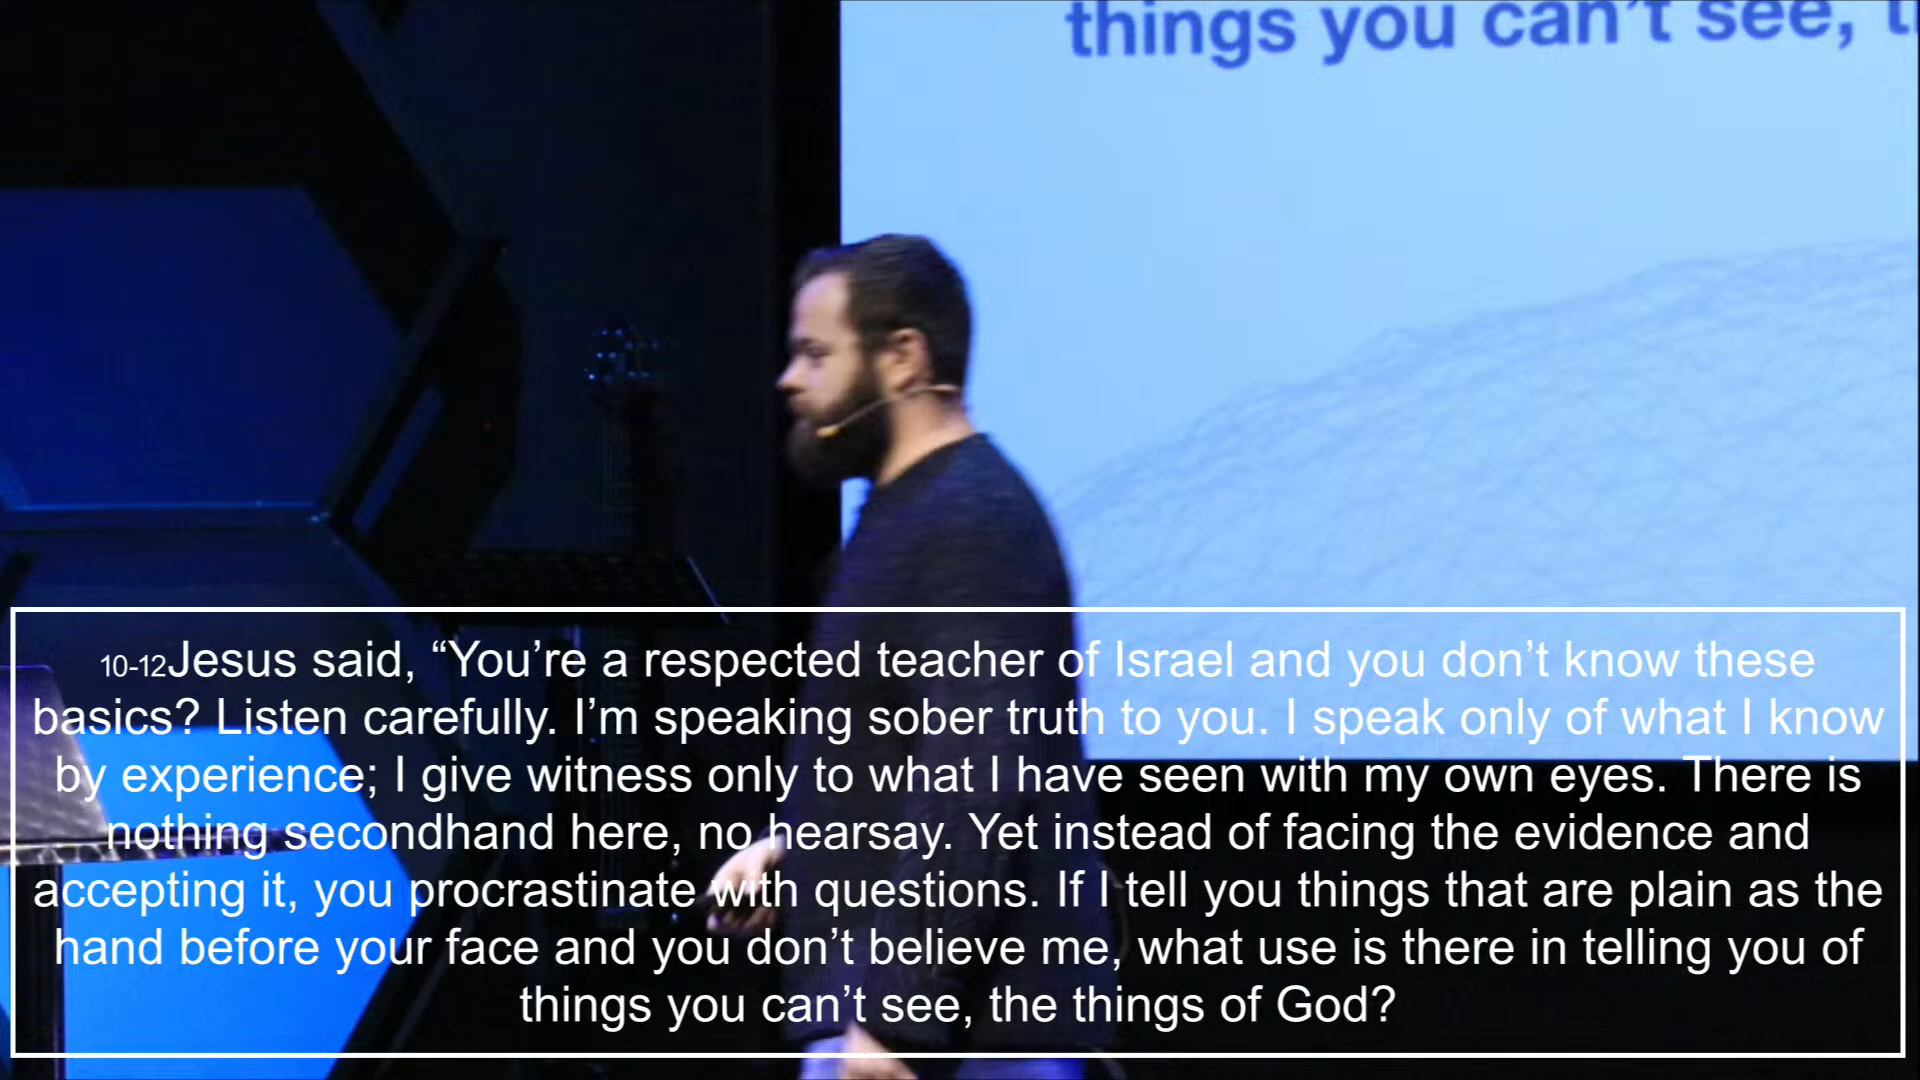 things you can't see, t
10-12Jesus said, “You’re a respected teacher of Israel and you don’t know these
basics? Listen carefully. I’m speaking sober truth to you. I speak only of what I know
by experience; I give witness only to what I have seen with my own eyes. There is
nothing secondhand here, no hearsay. Yet instead of facing the evidence and
accepting it, you procrastinate with questions. If I tell you things that are plain as the
hand before your face and you don’t believe me, what use is there in telling you of
things you can’t see, the things of God?